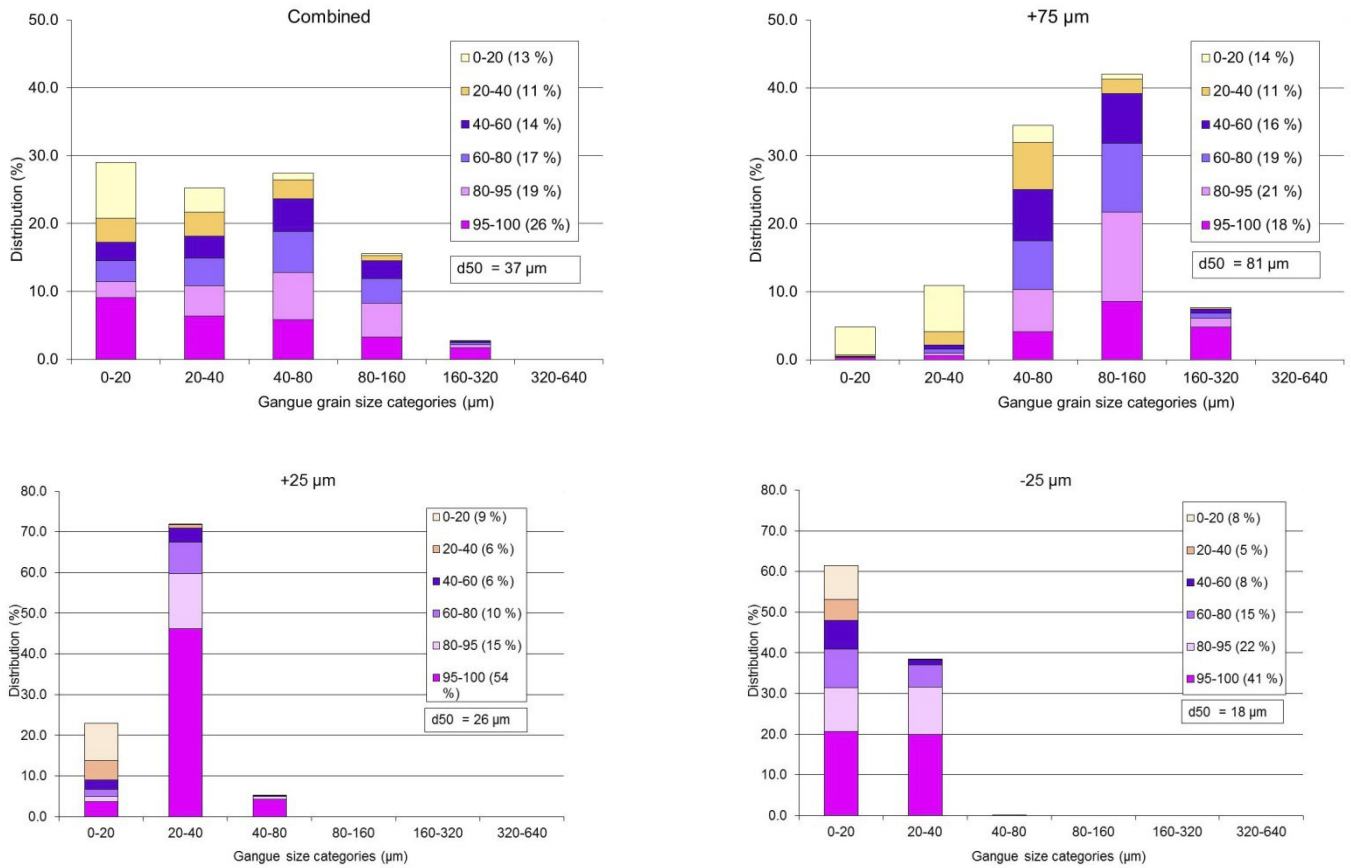 Combined
50.0
40.0
30.0
20.0
10.0
0.0
Distribution (%)
0-20 (13 %)
20-40 (11 %)
40-60 (14 %)
60-80 (17 %)
80-95 (19 %)
95-100 (26 %)
d50 = 37 µm
0-20 20-40 40-80 80-160 160-320 320-640
Gangue grain size categories (µm)
+75 µm
50.0
40.0
30.0
20.0
10.0
0.0
Distribution (%)
0-20 (14 %)
20-40 (11 %)
40-60 (16 %)
60-80 (19 %)
80-95 (21 %)
95-100 (18 %)
d50 = 81 µm
0-20 20-40 40-80 80-160 160-320 320-640
Gangue grain size categories (µm)
+25 µm
80.0
70.0
60.0
50.0
40.0
30.0
20.0
10.0
0.0
Distribution (%)
0-20 (9 %)
20-40 (6 %)
40-60 (6 %)
60-80 (10 %)
80-95 (15 %)
95-100 (54
%)
d50 = 26 µm
0-20 20-40 40-80 80-160 160-320 320-640
Gangue size categories (µm)
-25 µm
80.0
70.0
60.0
50.0
40.0
30.0
20.0
10.0
0.0
Distribution (%)
0-20 (8 %)
20-40 (5 %)
40-60 (8 %)
60-80 (15 %)
80-95 (22 %)
95-100 (41 %)
d50 = 18 µm
0-20 20-40 40-80 80-160 160-320 320-640
Gangue size categories (µm)